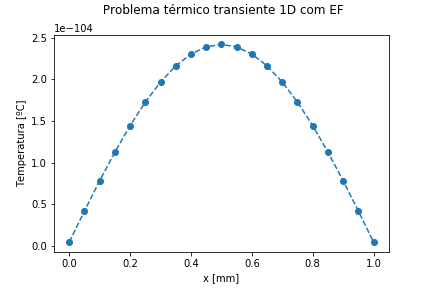 Problema térmico transiente 1D com EF
1e−104
2.5
2.0
1.5
1.0
0.5
0.0
Temperatura [ºC]
0.0 0.2 0.4 0.6 0.8 1.0
x [mm]